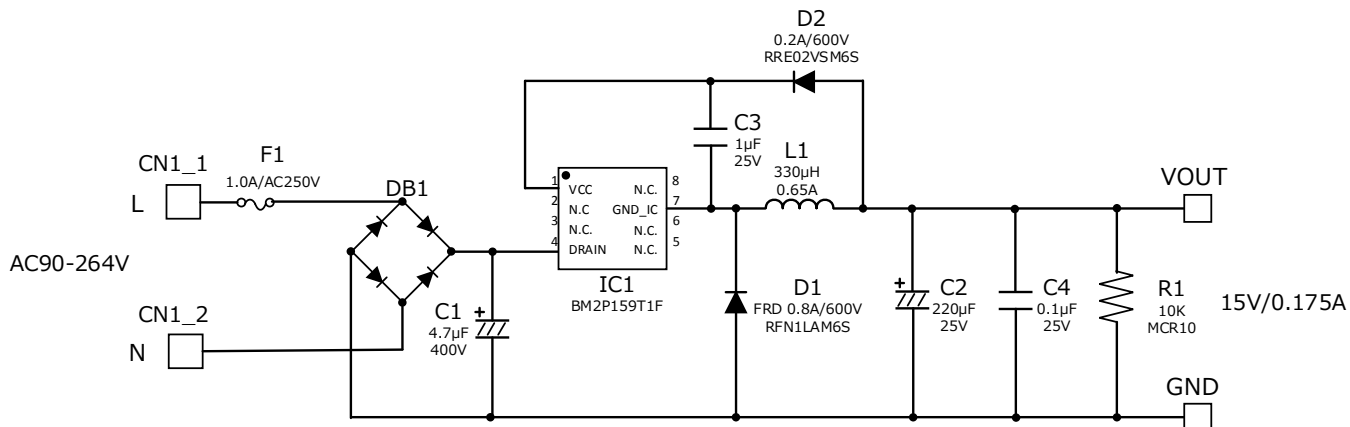 D2
0.2A/600V
RRE02VSM6S
C3
1μF
25V
L1
330μH
0.65A
CN1_1
L
F1
1.0A/AC250V
DB1
1 VCC N.C. 8
2 N.C GND_IC 7
3 N.C. N.C. 6
4 DRAIN N.C. 5
IC1
BM2P159T1F
VOUT
AC90-264V
CN1_2
N
+
C1
4.7μF
400V
D1
FRD 0.8A/600V
RFN1LAM6S
+
C2
220μF
25V
C4
0.1μF
25V
R1
10K
MCR10
15V/0.175A
GND